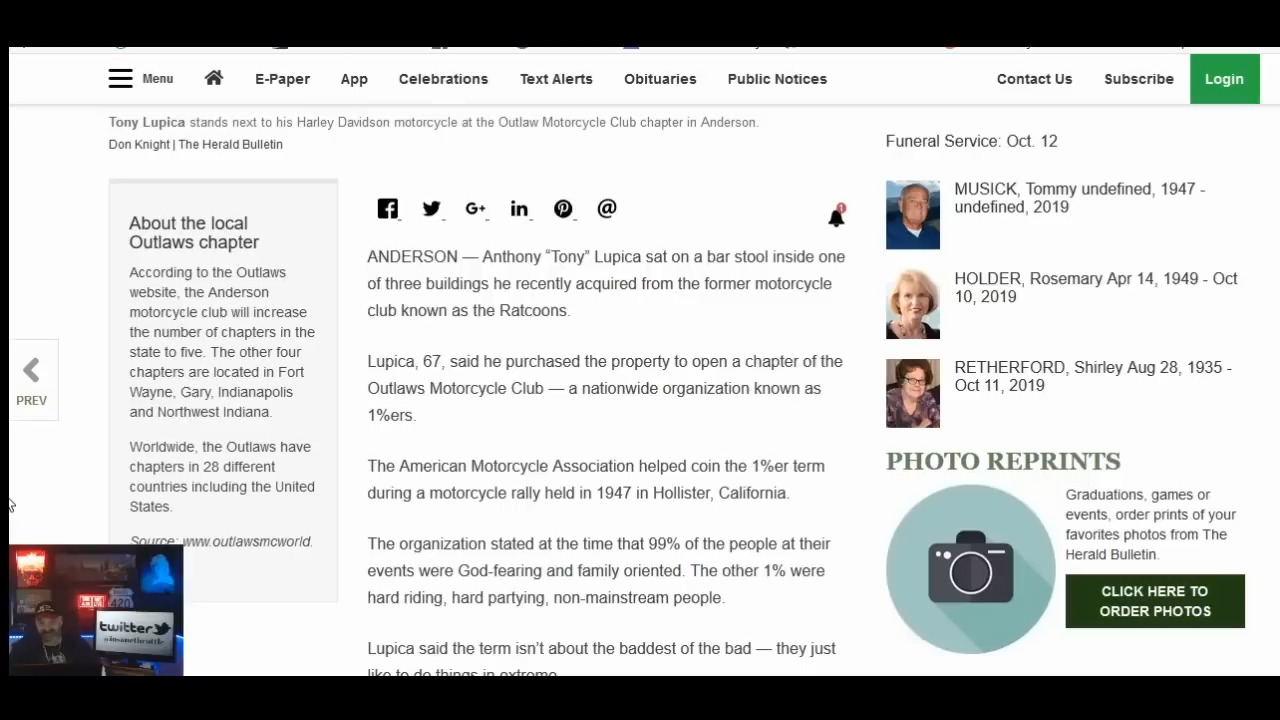 Menu
E-Paper
App
Celebrations
Text Alerts
Obituaries
Public Notices
Contact Us
Subscribe
Login
Tony Lupica stands next to his Harley Davidson motorcycle at the Outlaw Motorcycle Club chapter in Anderson.
Don Knight | The Herald Bulletin
PREV
About the local
Outlaws chapter
According to the Outlaws
website, the Anderson
motorcycle club will increase
the number of chapters in the
state to five. The other four
chapters are located in Fort
Wayne, Gary, Indianapolis
and Northwest Indiana.
Worldwide, the Outlaws have
chapters in 28 different
countries including the United
States.
Source: www.outlawsmcworld.
G+
in
@
1
ANDERSON — Anthony “Tony” Lupica sat on a bar stool inside one
of three buildings he recently acquired from the former motorcycle
club known as the Ratcoons.
Lupica, 67, said he purchased the property to open a chapter of the
Outlaws Motorcycle Club — a nationwide organization known as
1%ers.
The American Motorcycle Association helped coin the 1%er term
during a motorcycle rally held in 1947 in Hollister, California.
The organization stated at the time that 99% of the people at their
events were God-fearing and family oriented. The other 1% were
hard riding, hard partying, non-mainstream people.
Lupica said the term isn’t about the baddest of the bad — they just
like to do things in extreme.
Funeral Service: Oct. 12
MUSICK, Tommy undefined, 1947 -
undefined, 2019
HOLDER, Rosemary Apr 14, 1949 - Oct
10, 2019
RETHERFORD, Shirley Aug 28, 1935 -
Oct 11, 2019
PHOTO REPRINTS
Graduations, games or
events, order prints of your
favorites photos from The
Herald Bulletin.
CLICK HERE TO
ORDER PHOTOS
420
twitter
@insanethrottle